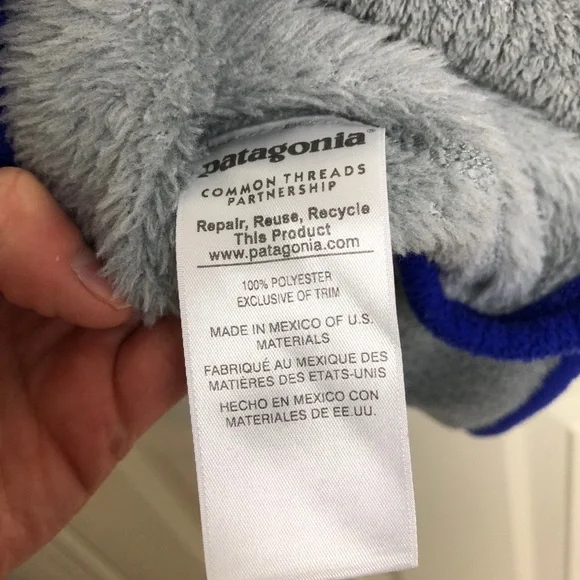 patagonia®
COMMON THREADS
PARTNERSHIP
Repair, Reuse, Recycle
This Product
www.patagonia.com
100% POLYESTER
EXCLUSIVE OF TRIM
MADE IN MEXICO OF U.S.
MATERIALS
FABRIQUÉ AU MEXIQUE DES
MATIÈRES DES ETATS-UNIS
HECHO EN MEXICO CON
MATERIALES DE EE.UU.